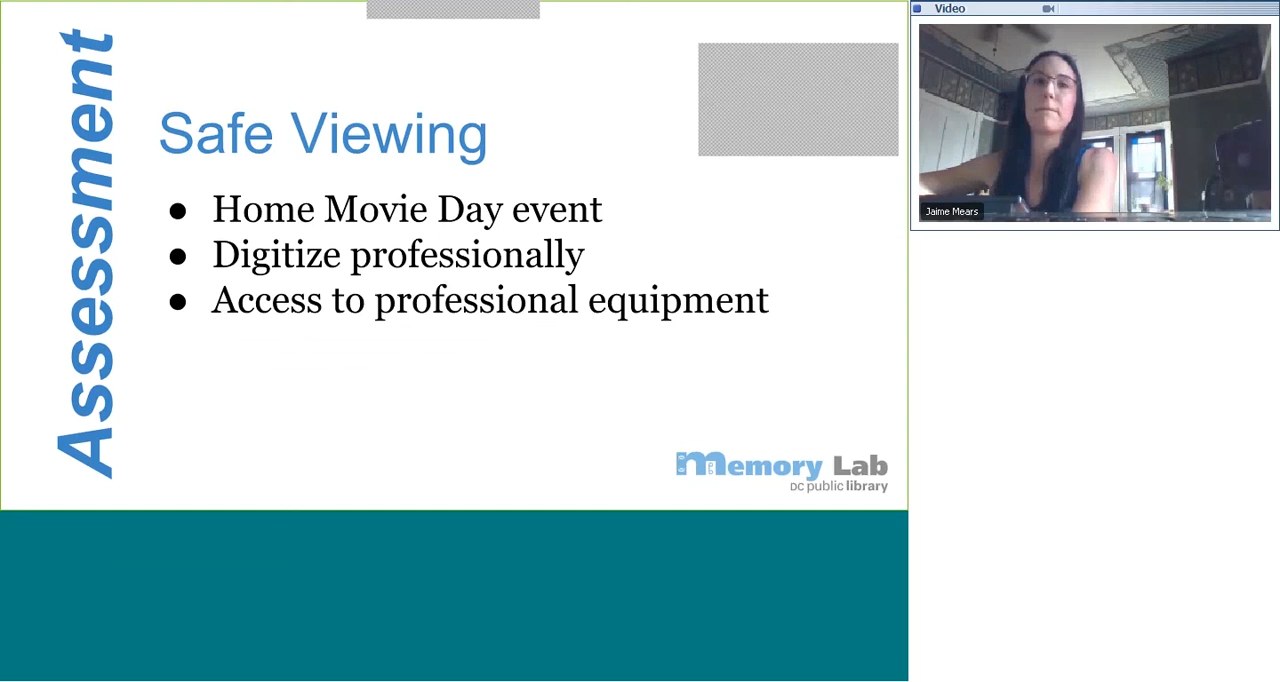 Assessment
Safe Viewing
● Home Movie Day event
● Digitize professionally
● Access to professional equipment
memory Lab
DC public library
Video
Jaime Mears